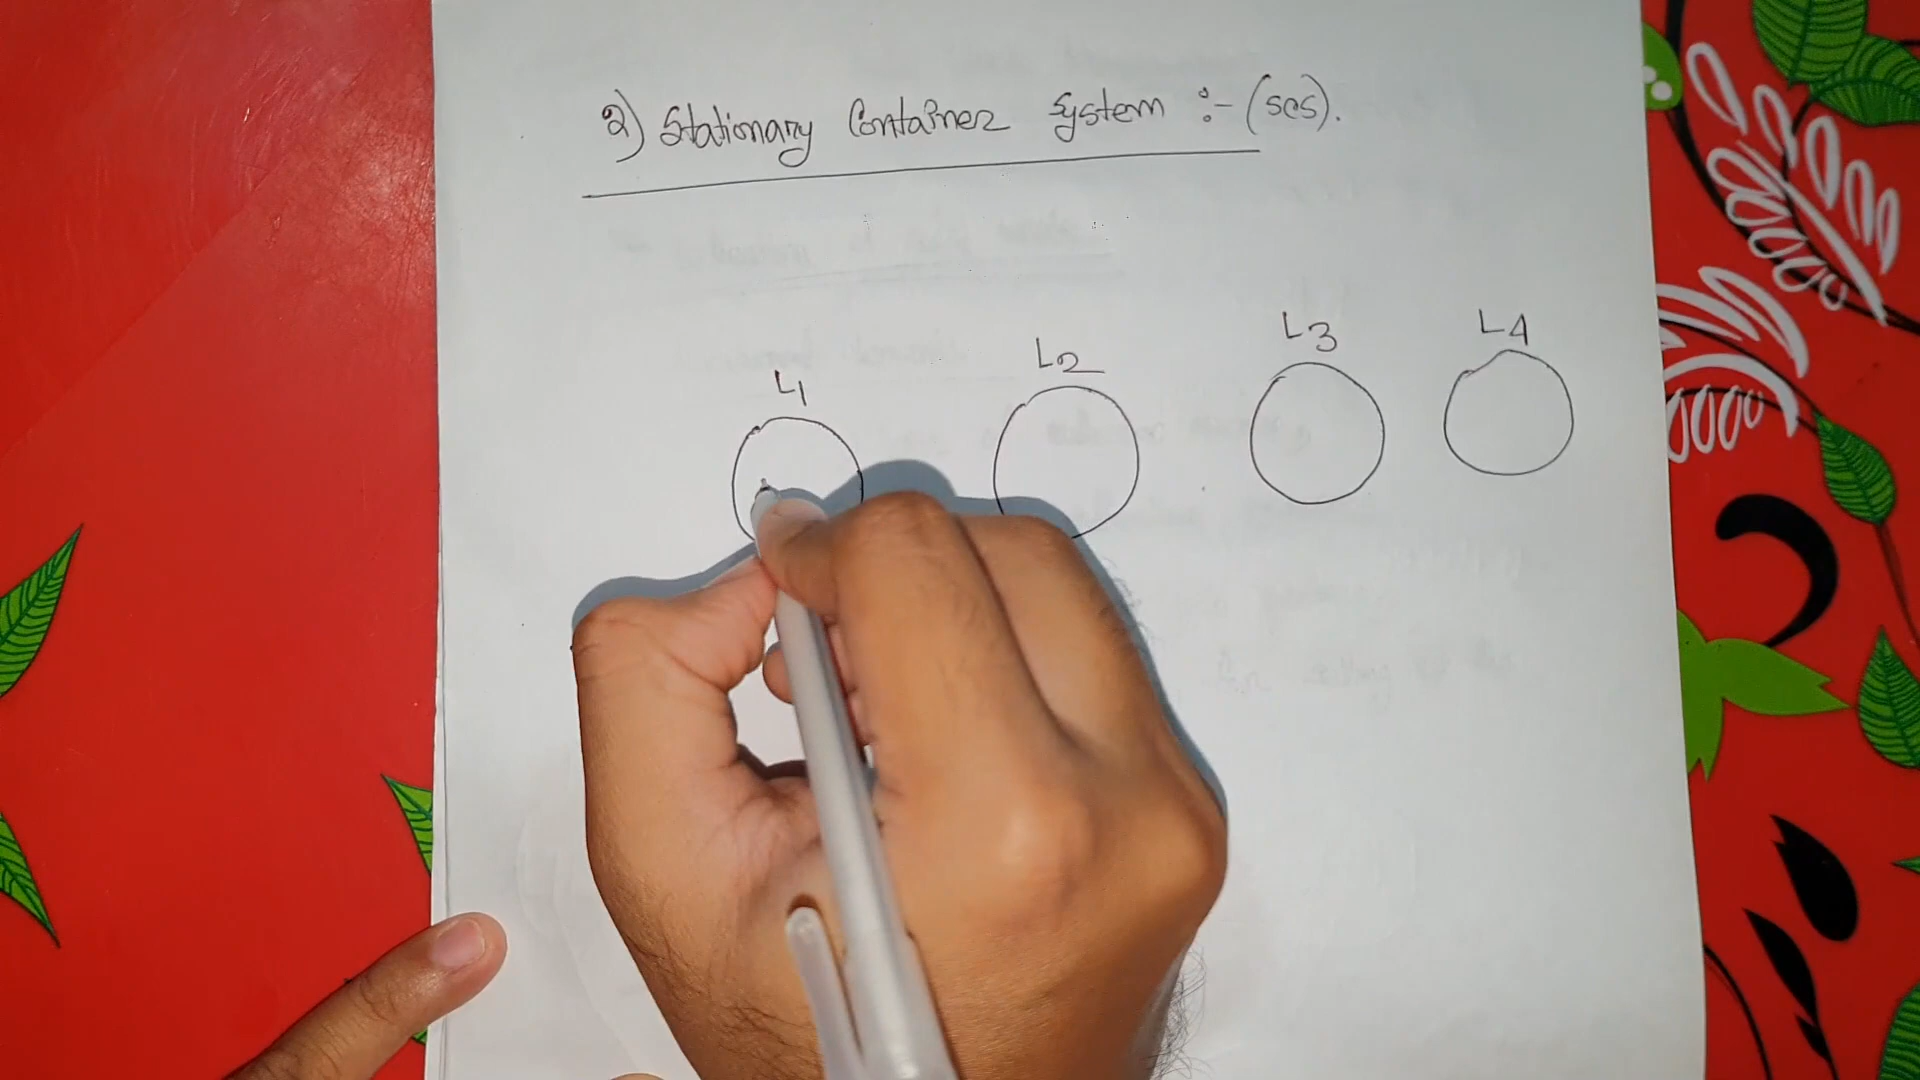 2) Stationary Container System :- (SCS).
L1 L2 L3 L4